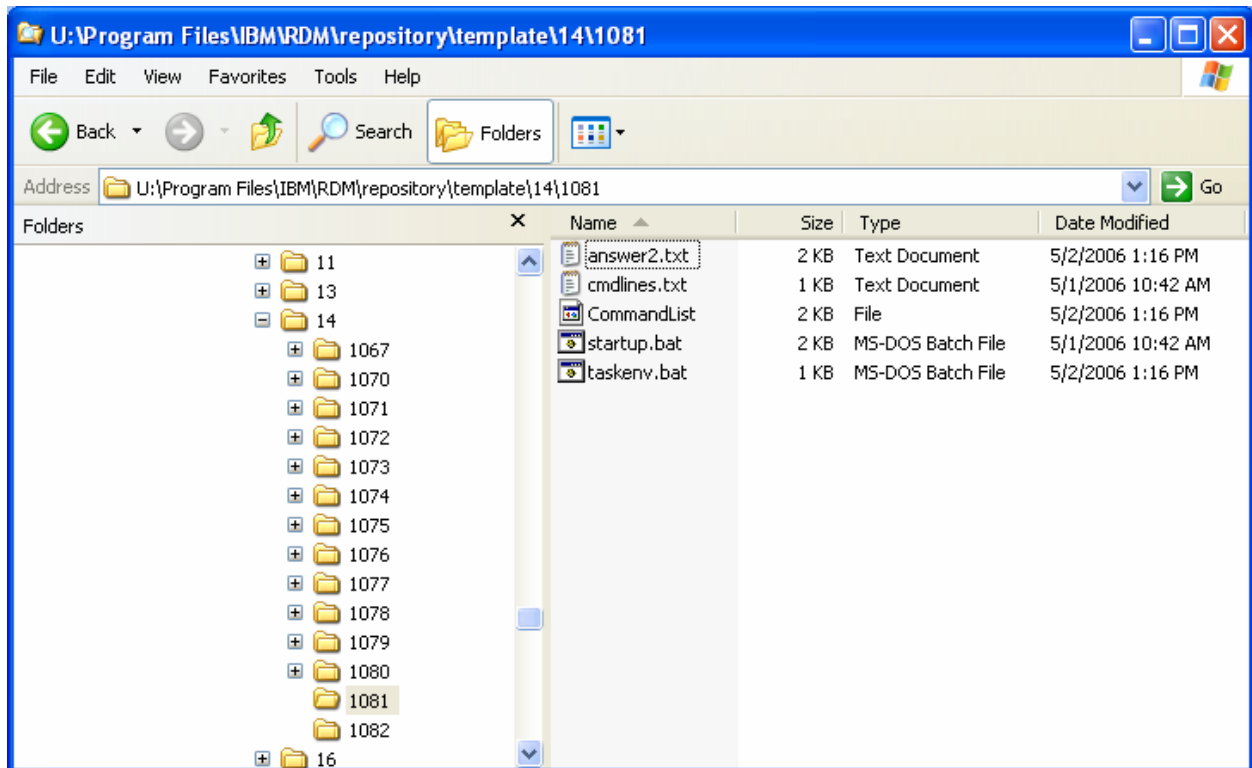 U:\Program Files\IBM\RDM\repository\template\14\1081
File Edit View Favorites Tools Help
Back Search Folders
Address U:\Program Files\IBM\RDM\repository\template\14\1081 Go
Folders x Name Size Type Date Modified
11
13
14
1067
1070
1071
1072
1073
1074
1075
1076
1077
1078
1079
1080
1081
1082
16
answer2.txt 2 KB Text Document 5/2/2006 1:16 PM
cmdlines.txt 1 KB Text Document 5/1/2006 10:42 AM
CommandList 2 KB File 5/2/2006 1:16 PM
startup.bat 2 KB MS-DOS Batch File 5/1/2006 10:42 AM
taskenv.bat 1 KB MS-DOS Batch File 5/2/2006 1:16 PM